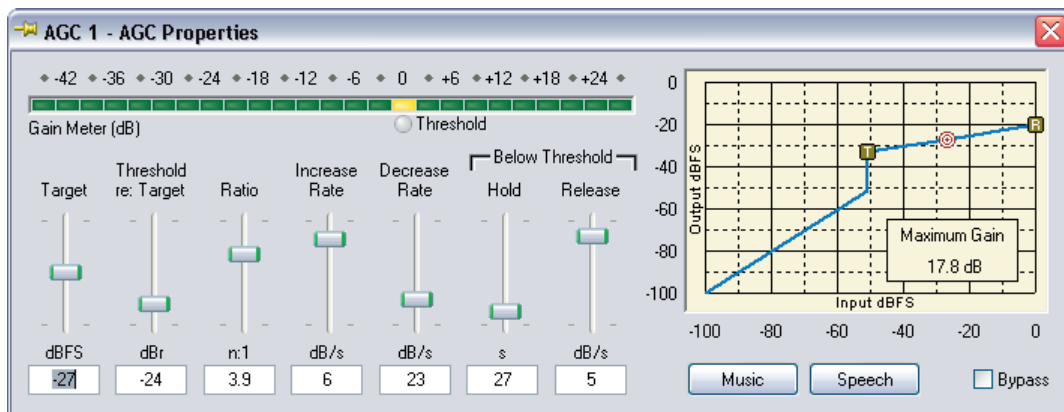 AGC 1 - AGC Properties
-42 -36 -30 -24 -18 -12 -6 0 +6 +12 +18 +24
Gain Meter (dB)
Threshold
Below Threshold
Target
Threshold
re: Target
Ratio
Increase
Rate
Decrease
Rate
Hold
Release
dBFS
dBr
n:1
dB/s
dB/s
s
dB/s
-27
-24
3.9
6
23
27
5
0
-20
-40
-60
-80
-100
Output dBFS
T
R
Maximum Gain
17.8 dB
Input dBFS
-100 -80 -60 -40 -20 0
Music
Speech
Bypass